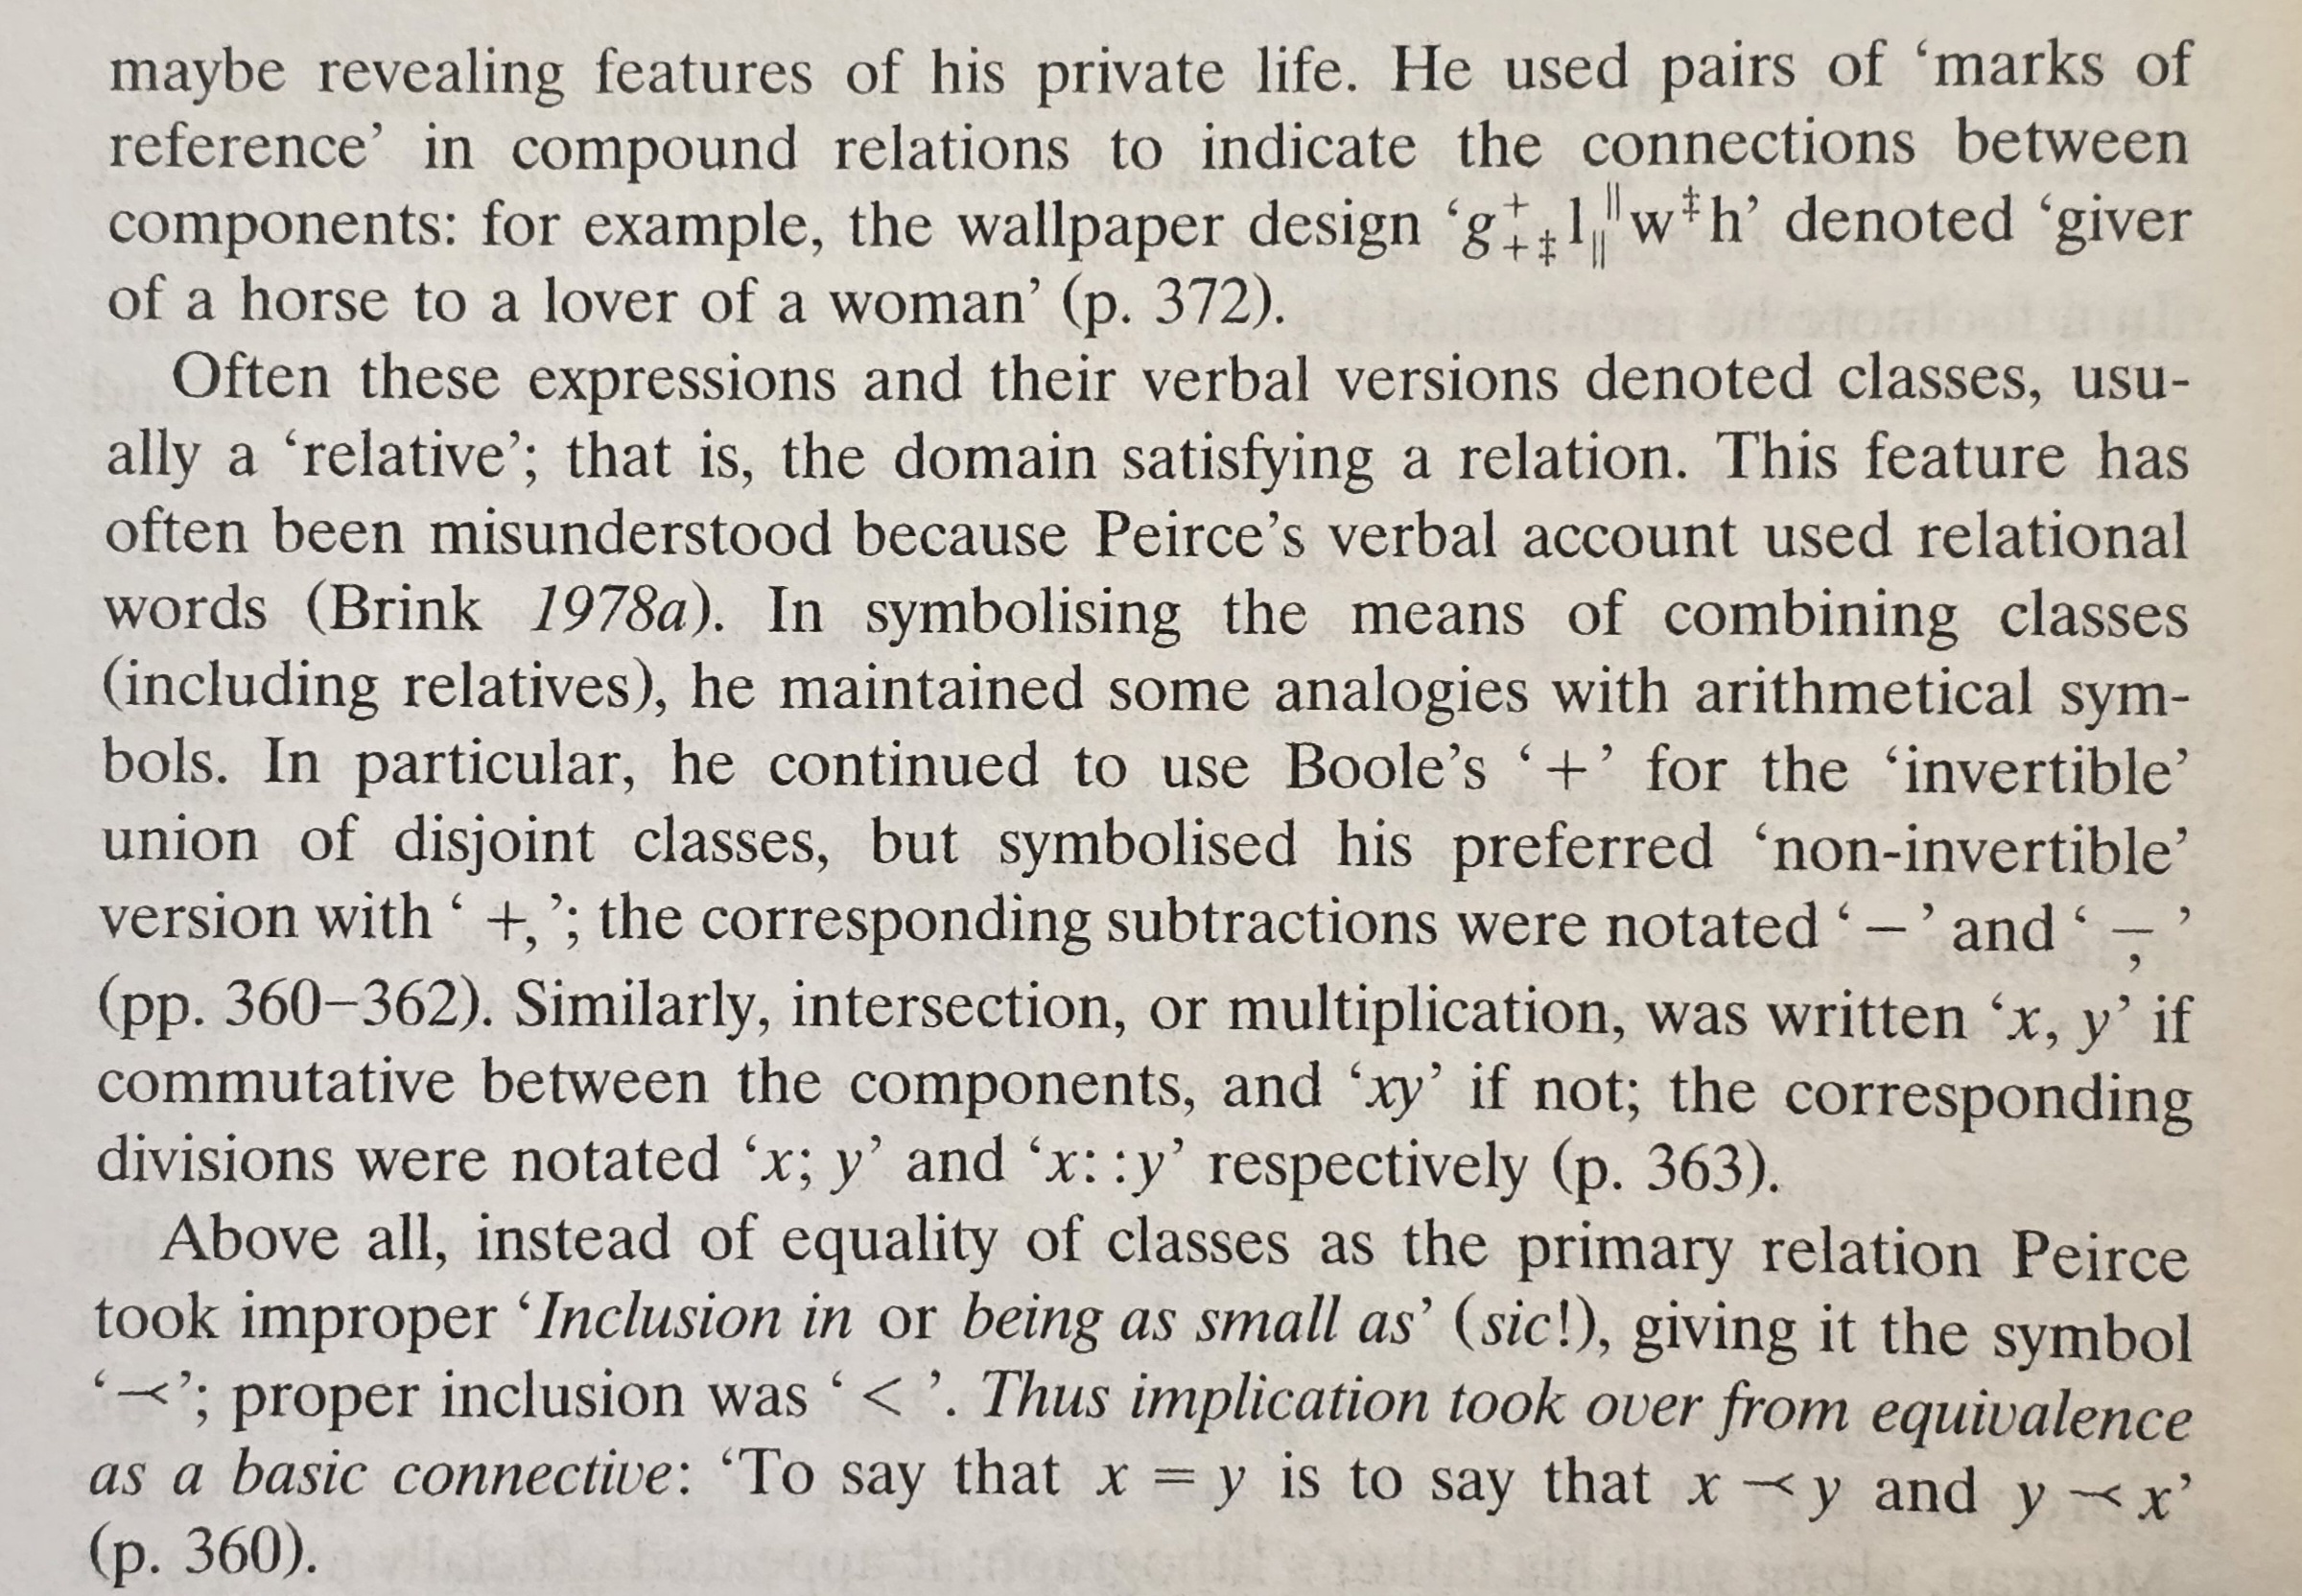 maybe revealing features of his private life. He used pairs of ‘marks of
reference’ in compound relations to indicate the connections between
components: for example, the wallpaper design ‘g⁺₊‡l‖‖w‡h’ denoted ‘giver
of a horse to a lover of a woman’ (p. 372).
Often these expressions and their verbal versions denoted classes, usu-
ally a ‘relative’; that is, the domain satisfying a relation. This feature has
often been misunderstood because Peirce’s verbal account used relational
words (Brink 1978a). In symbolising the means of combining classes
(including relatives), he maintained some analogies with arithmetical sym-
bols. In particular, he continued to use Boole’s ‘+’ for the ‘invertible’
union of disjoint classes, but symbolised his preferred ‘non-invertible’
version with ‘ +, ’; the corresponding subtractions were notated ‘ − ’ and ‘ −, ’
(pp. 360–362). Similarly, intersection, or multiplication, was written ‘x, y’ if
commutative between the components, and ‘xy’ if not; the corresponding
divisions were notated ‘x; y’ and ‘x: :y’ respectively (p. 363).
Above all, instead of equality of classes as the primary relation Peirce
took improper ‘Inclusion in or being as small as’ (sic!), giving it the symbol
‘⤙’; proper inclusion was ‘ < ’. Thus implication took over from equivalence
as a basic connective: ‘To say that x = y is to say that x ⤙ y and y ⤙ x’
(p. 360).